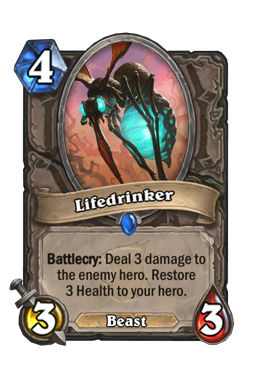 4
Lifedrinker
Battlecry: Deal 3 damage to
the enemy hero. Restore
3 Health to your hero.
3
Beast
3